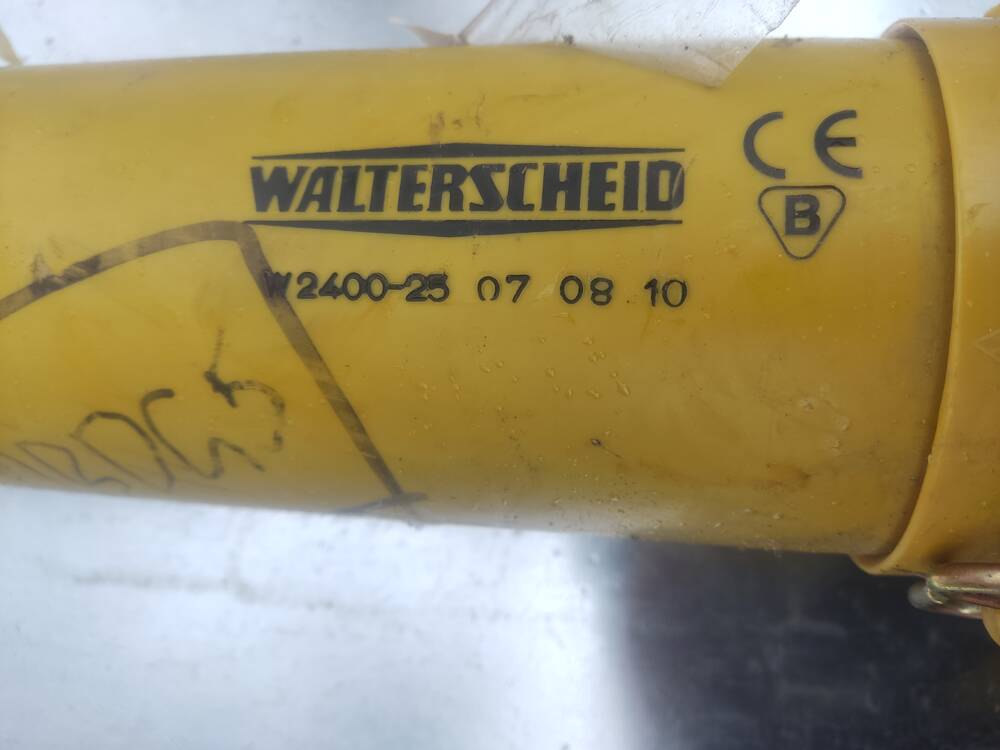 WALTERSCHEID
CE
B
W2400-25 07 08 10